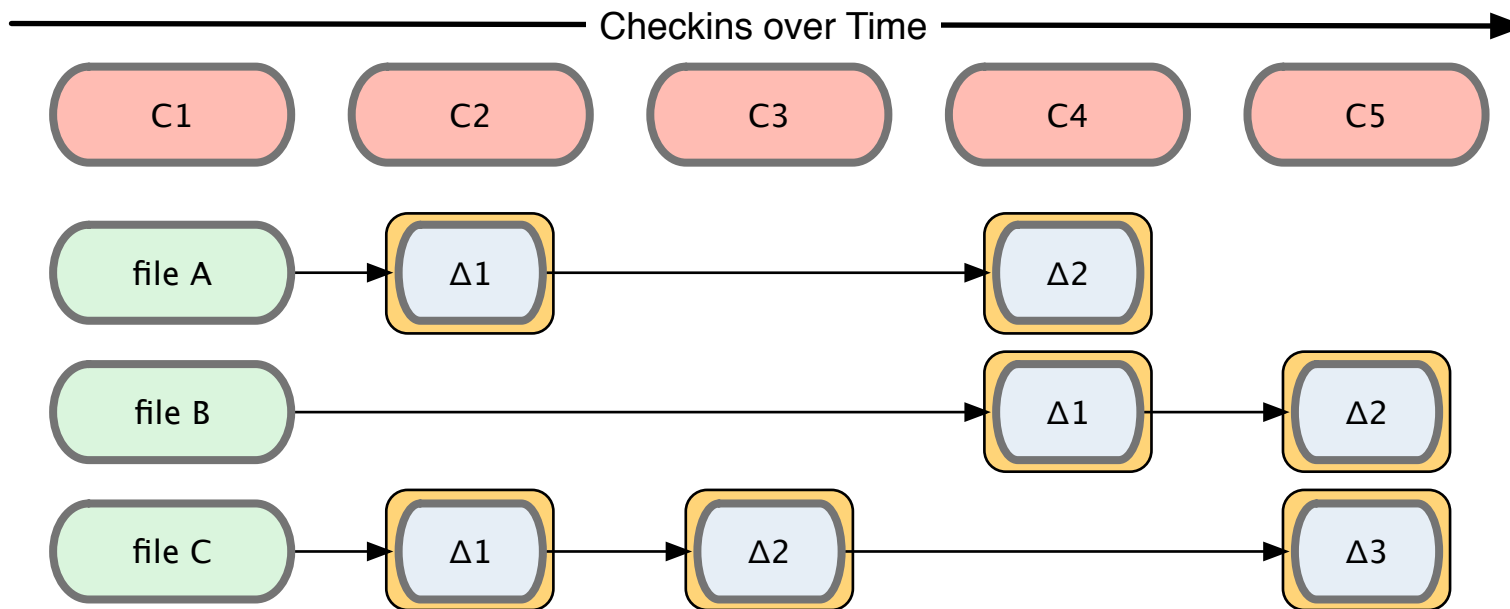 Checkins over Time
C1 C2 C3 C4 C5
file A Δ1 Δ2
file B Δ1 Δ2
file C Δ1 Δ2 Δ3